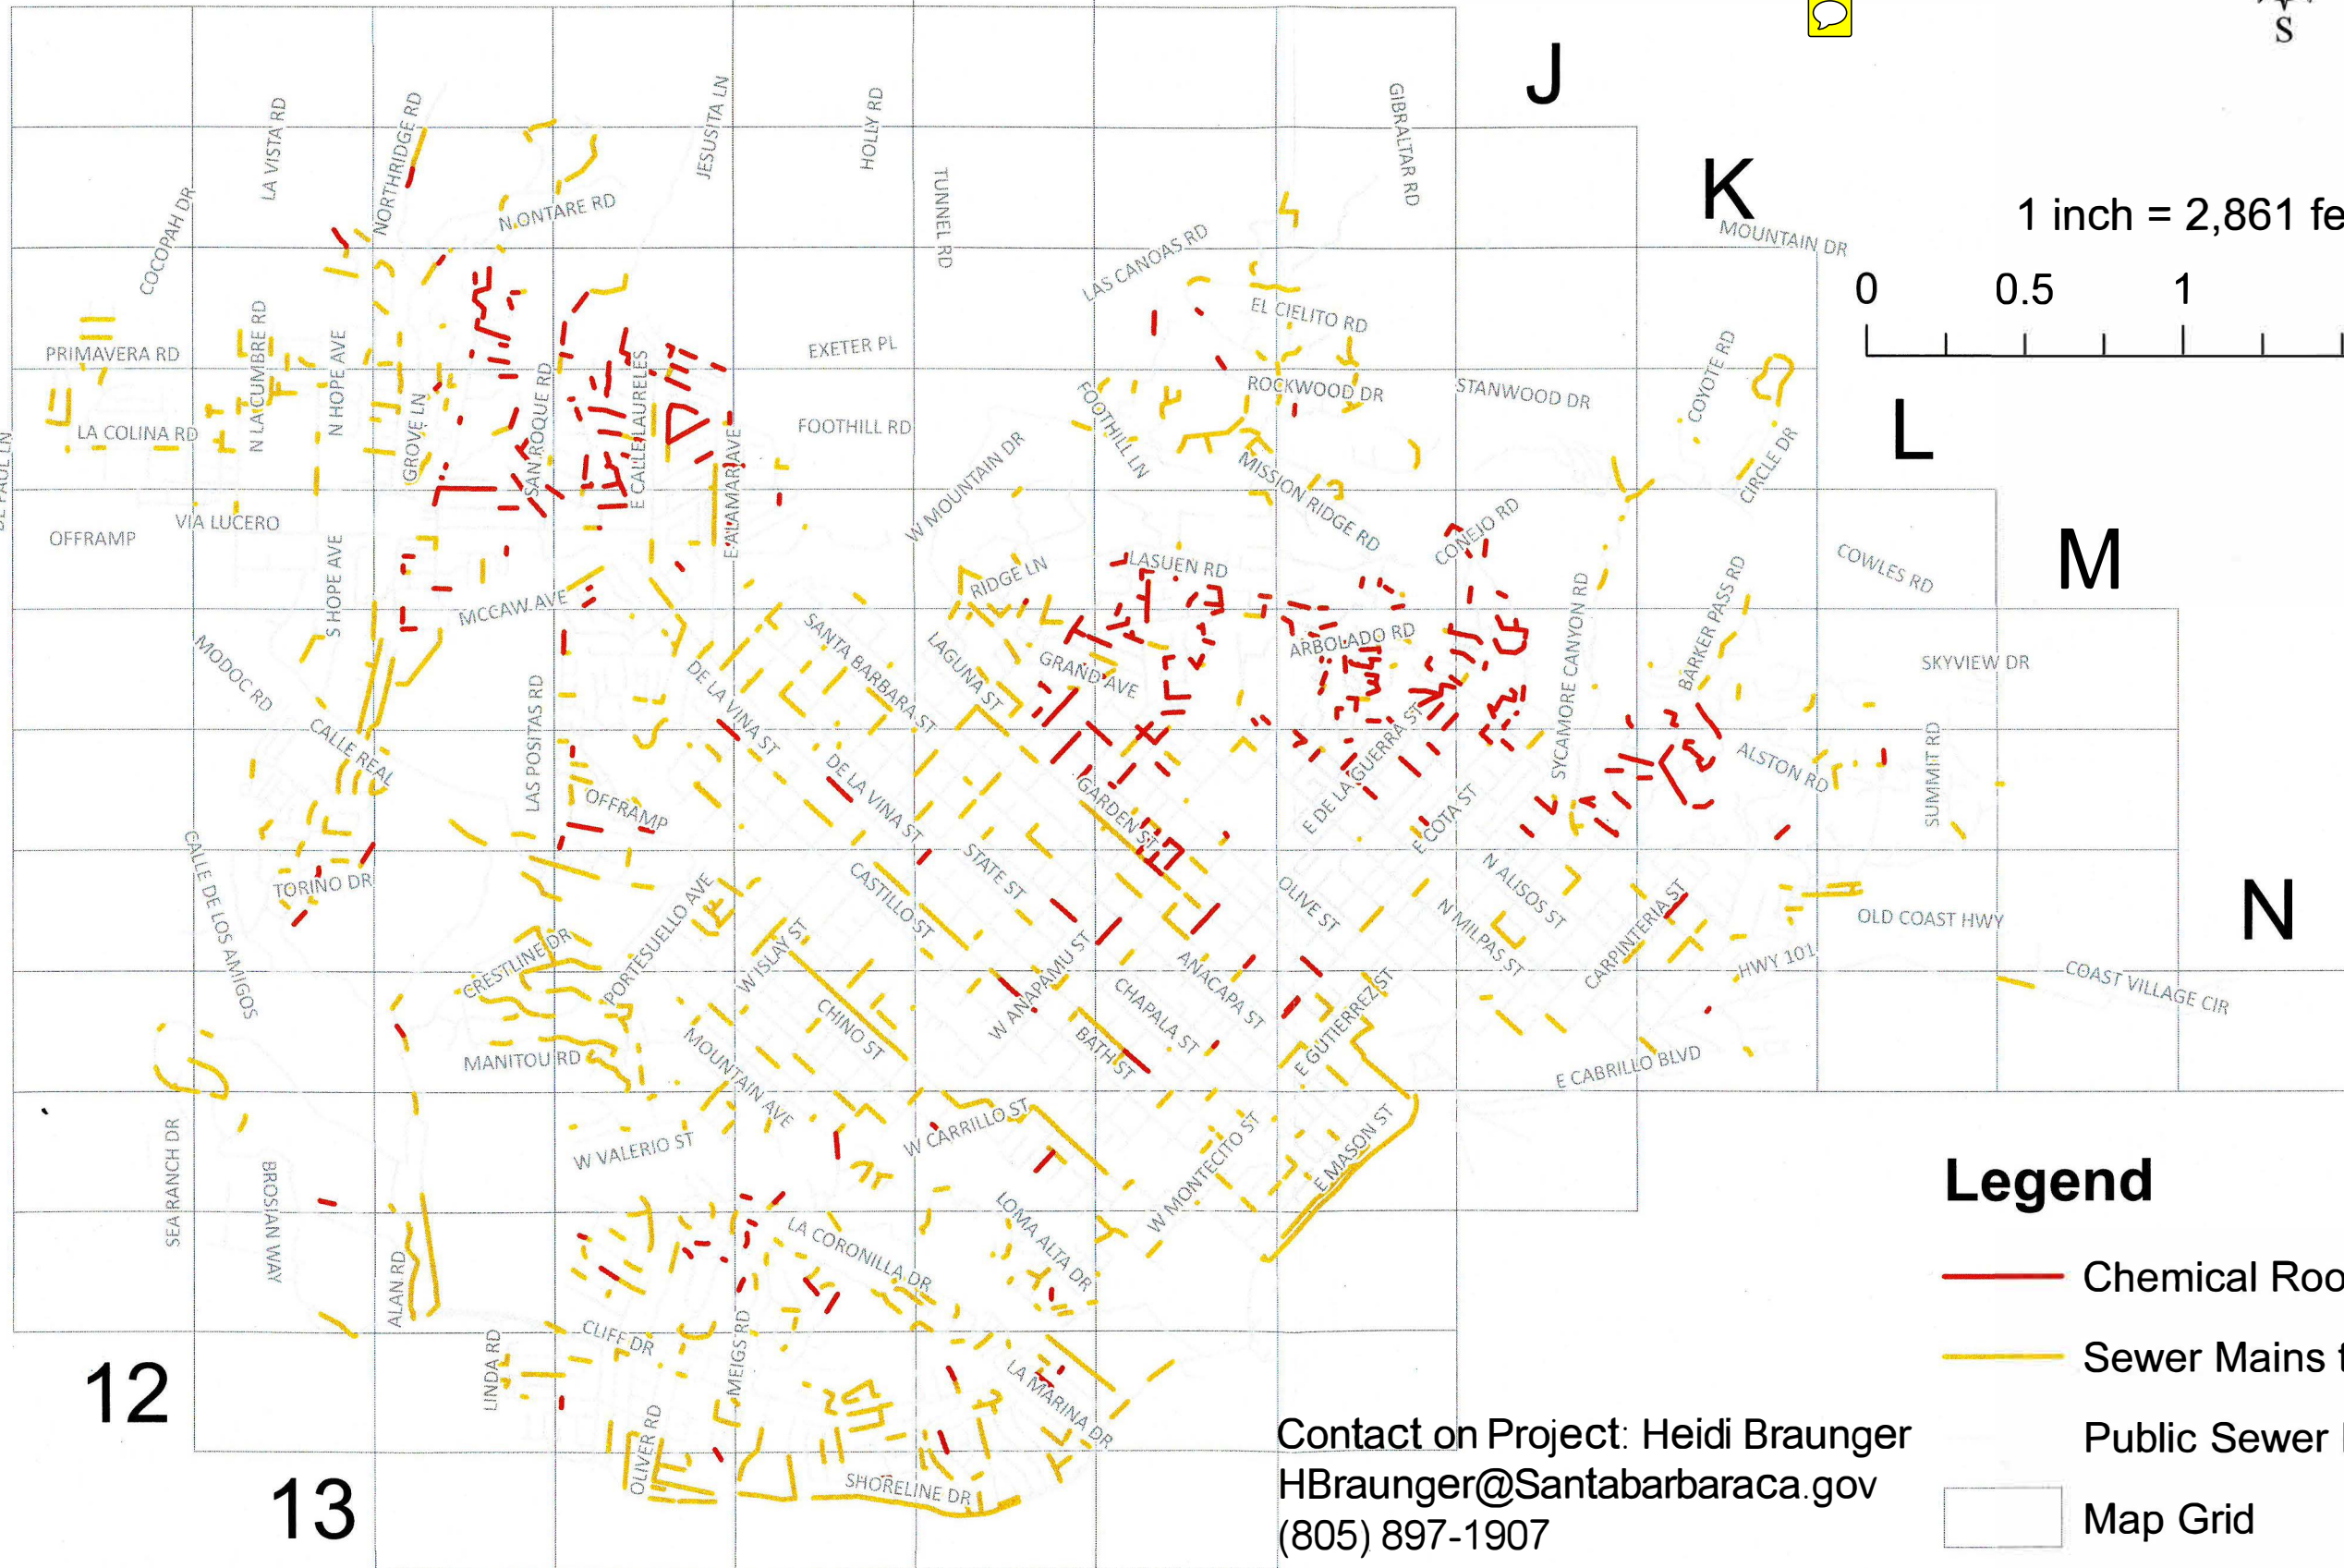 S
J
K
1 inch = 2,861 fe
MOUNTAIN DR
0 0.5 1
GIBRALTAR RD
JESUSITA LN
HOLLY RD
LA VISTA RD
NORTHRIDGE RD
TUNNEL RD
COCOPAH DR
N ONTARE RD
LAS CANOAS RD
EL CIELITO RD
PRIMAVERA RD
N LA CUMBRE RD
N HOPE AVE
EXETER PL
COYOTE RD
SAN ROQUE RD
E CALLE LAURELES
ROCKWOOD DR
STANWOOD DR
LA COLINA RD
GROVE LN
FOOTHILL RD
FOOTHILL LN
L
E ALAMAR AVE
W MOUNTAIN DR
MISSION RIDGE RD
CIRCLE DR
VIA LUCERO
OFFRAMP
CONEJO RD
M
S HOPE AVE
MCCAW AVE
RIDGE LN
LASUEN RD
COWLES RD
SYCAMORE CANYON RD
BARKER PASS RD
MODOC RD
SANTA BARBARA ST
LAGUNA ST
GRAND AVE
ARBOLADO RD
SKYVIEW DR
DE LA VINA ST
LAS POSITAS RD
CALLE REAL
DE LA VINA ST
E DE LA GUERRA ST
ALSTON RD
SUMMIT RD
OFFRAMP
GARDEN ST
E COTA ST
CALLE DE LOS AMIGOS
TORINO DR
PORTESUELLO AVE
CASTILLO ST
STATE ST
OLIVE ST
N ALISOS ST
N MILPAS ST
CARPINTERIA ST
OLD COAST HWY
N
CRESTLINE DR
W ISLAY ST
W ANAPAMU ST
ANACAPA ST
HWY 101
COAST VILLAGE CIR
CHINO ST
CHAPALA ST
BATH ST
E GUTIERREZ ST
MANITOU RD
MOUNTAIN AVE
E CABRILLO BLVD
SEA RANCH DR
BROSIAN WAY
W VALERIO ST
W CARRILLO ST
W MONTECITO ST
E MASON ST
Legend
ALAN RD
LA CORONILLA DR
LOMA ALTA DR
Chemical Roo
LINDA RD
CLIFF DR
MEIGS RD
LA MARINA DR
Sewer Mains t
12
OLIVER RD
Contact on Project: Heidi Braunger
Public Sewer
SHORELINE DR
HBraunger@Santabarbaraca.gov
13
(805) 897-1907
Map Grid